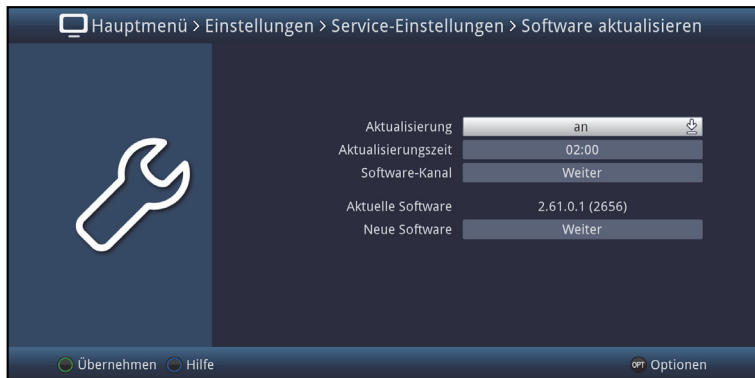 Hauptmenü > Einstellungen > Service-Einstellungen > Software aktualisieren
Aktualisierung an
Aktualisierungszeit 02:00
Software-Kanal Weiter
Aktuelle Software 2.61.0.1 (2656)
Neue Software Weiter
Übernehmen Hilfe OPT Optionen